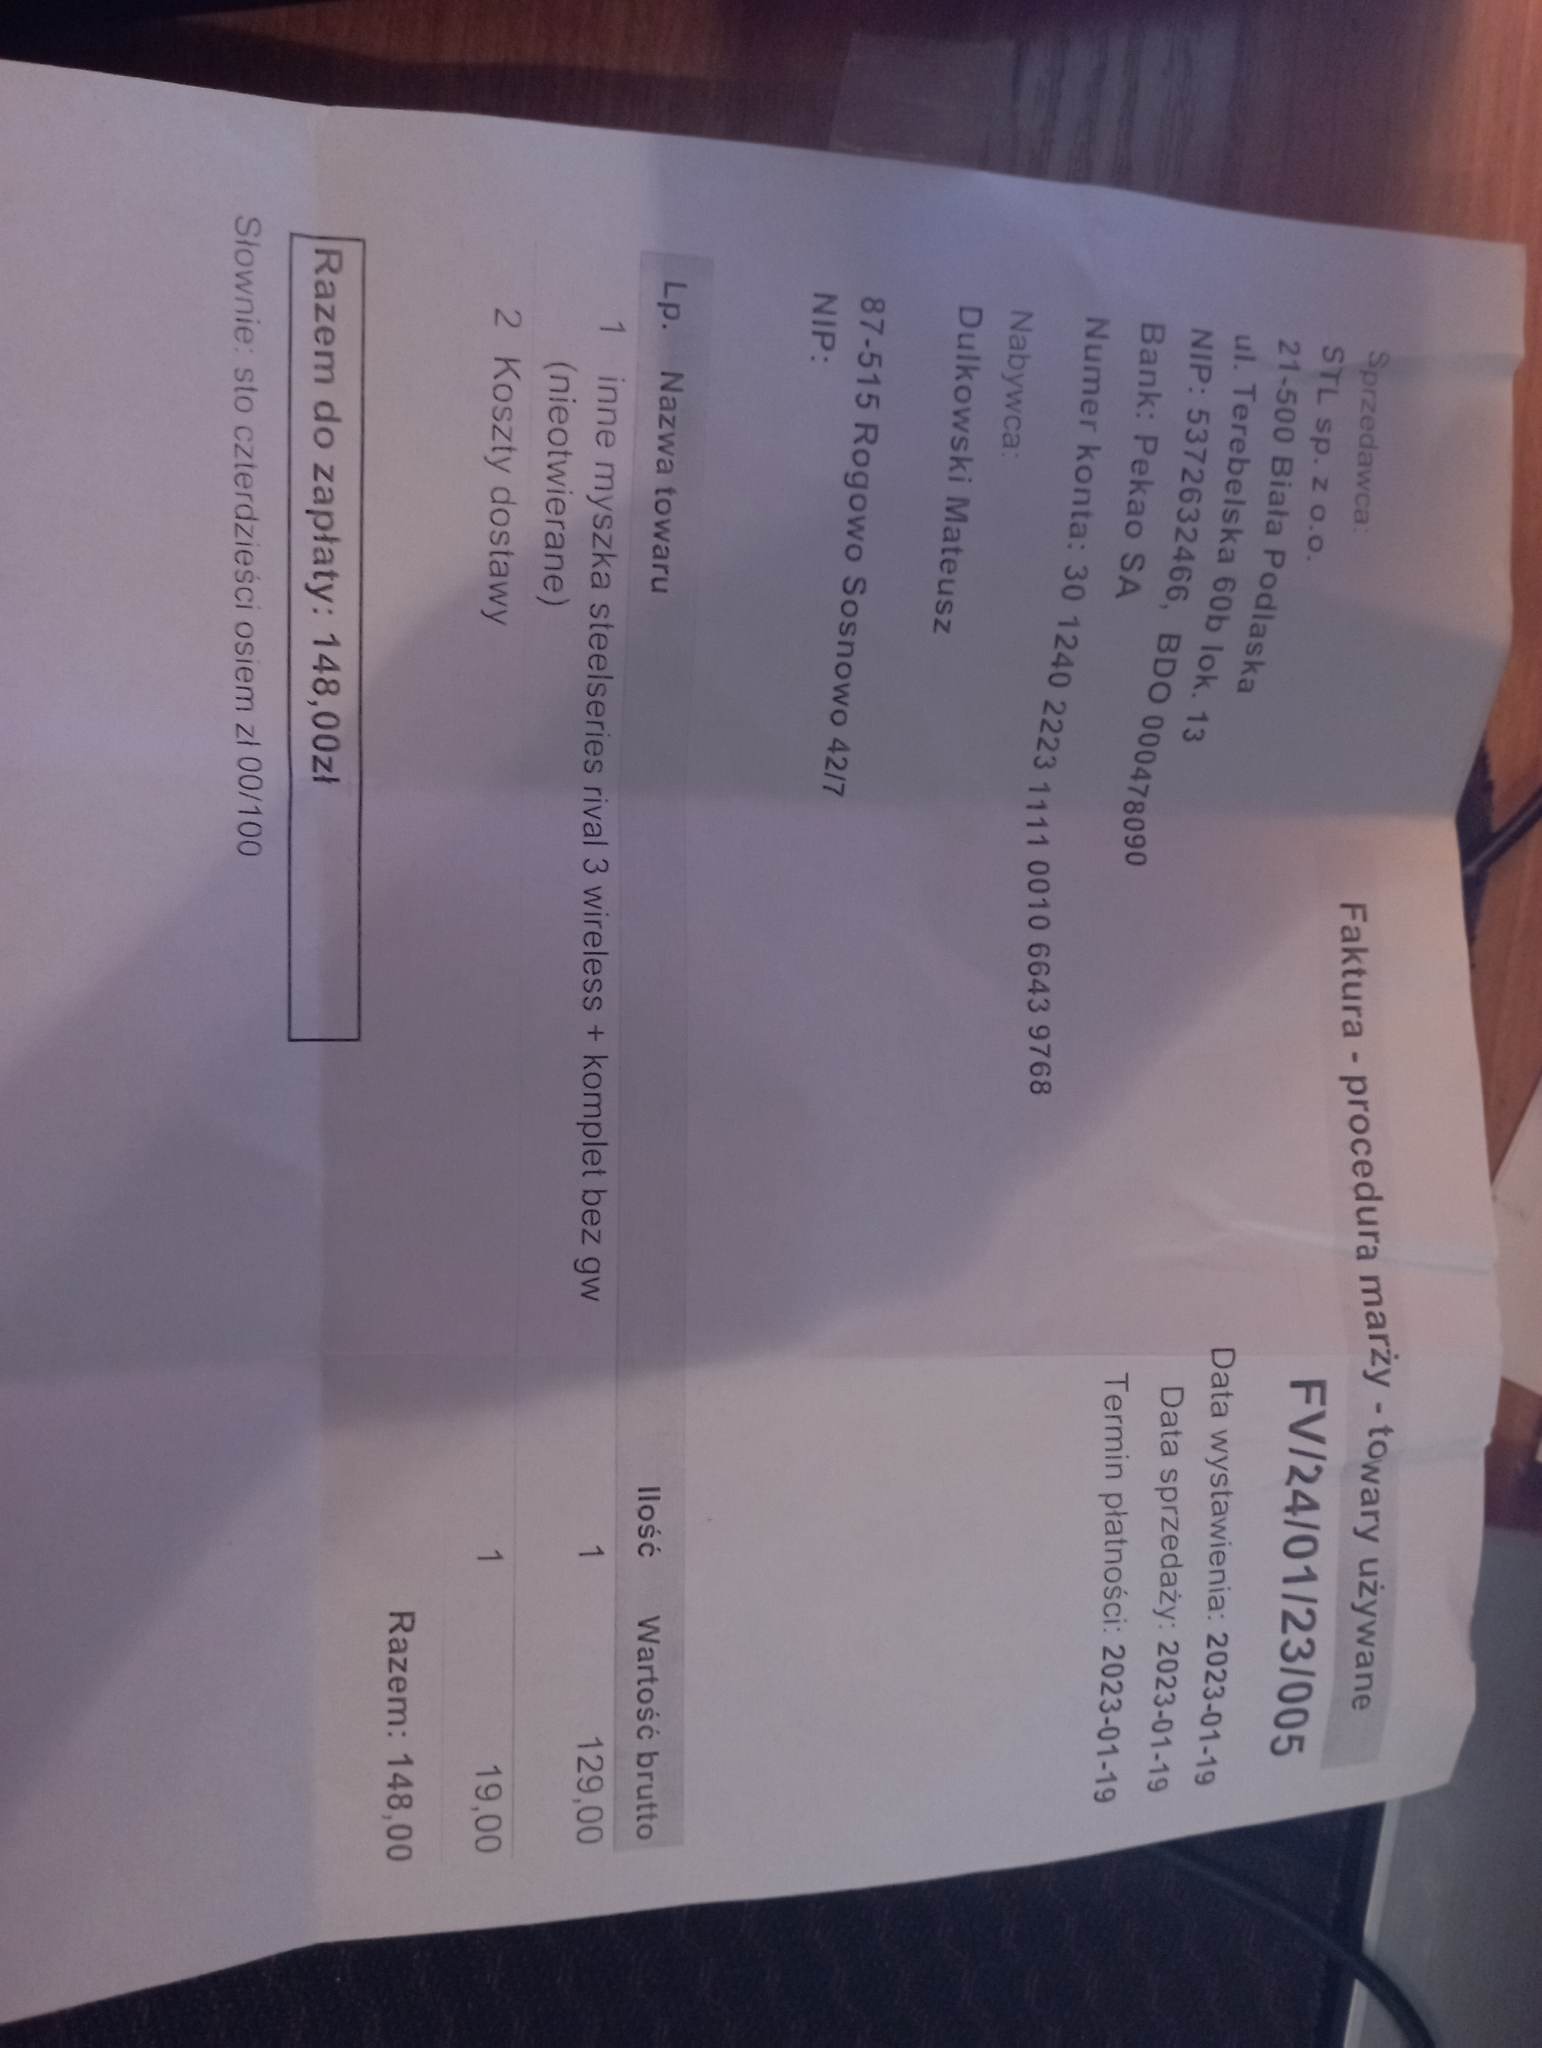 Faktura - procedura marży - towary używane
FV/24/01/23/005
Sprzedawca:
STL sp. z o.o.
21-500 Biała Podlaska
ul. Terebelska 60b lok. 13
NIP: 5372632466, BDO 000478090
Bank: Pekao SA
Numer konta: 30 1240 2223 1111 0010 6643 9768
Data wystawienia: 2023-01-19
Data sprzedaży: 2023-01-19
Termin płatności: 2023-01-19
Nabywca:
Dulkowski Mateusz
87-515 Rogowo Sosnowo 42/7
NIP:
Lp. Nazwa towaru Ilość Wartość brutto
1 inne myszka steelseries rival 3 wireless + komplet bez gw 1 129,00
(nieotwierane)
2 Koszty dostawy 1 19,00
Razem: 148,00
Razem do zapłaty: 148,00zł
Słownie: sto czterdzieści osiem zł 00/100